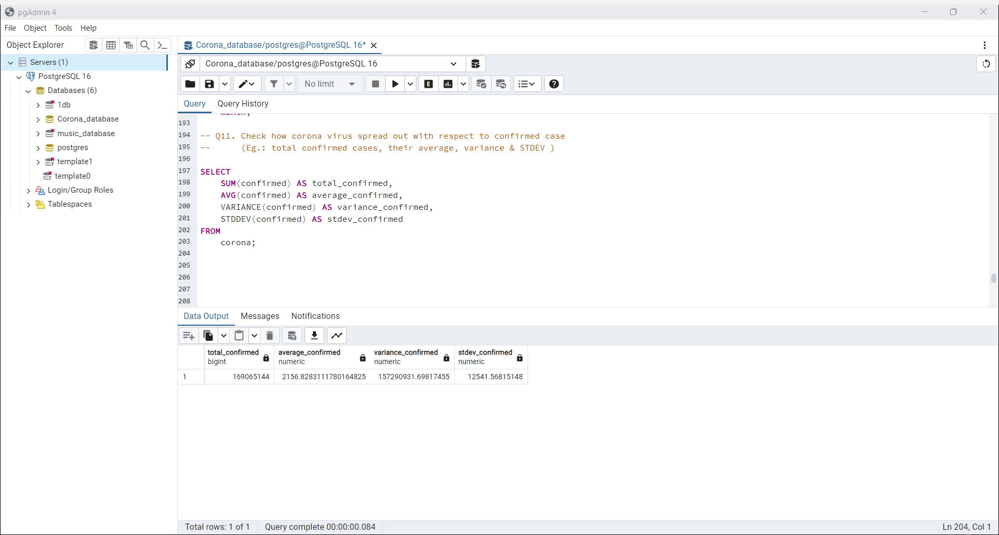 pgAdmin 4
File Object Tools Help
Object Explorer
Servers (1)
PostgreSQL 16
Databases (6)
1db
Corona_database
music_database
postgres
template1
template0
Login/Group Roles
Tablespaces
Corona_database/postgres@PostgreSQL 16*
Corona_database/postgres@PostgreSQL 16
No limit
E
Query Query History
month;
193
194 -- Q11. Check how corona virus spread out with respect to confirmed case
195 --      (Eg.: total confirmed cases, their average, variance & STDEV )
196
197 SELECT
198     SUM(confirmed) AS total_confirmed,
199     AVG(confirmed) AS average_confirmed,
200     VARIANCE(confirmed) AS variance_confirmed,
201     STDDEV(confirmed) AS stdev_confirmed
202 FROM
203     corona;
204
205
206
207
208
Data Output Messages Notifications
total_confirmed average_confirmed variance_confirmed stdev_confirmed
bigint numeric numeric numeric
1 169065144 2156.8283111780164825 157290931.69817455 12541.56815148
Total rows: 1 of 1 Query complete 00:00:00.084 Ln 204, Col 1